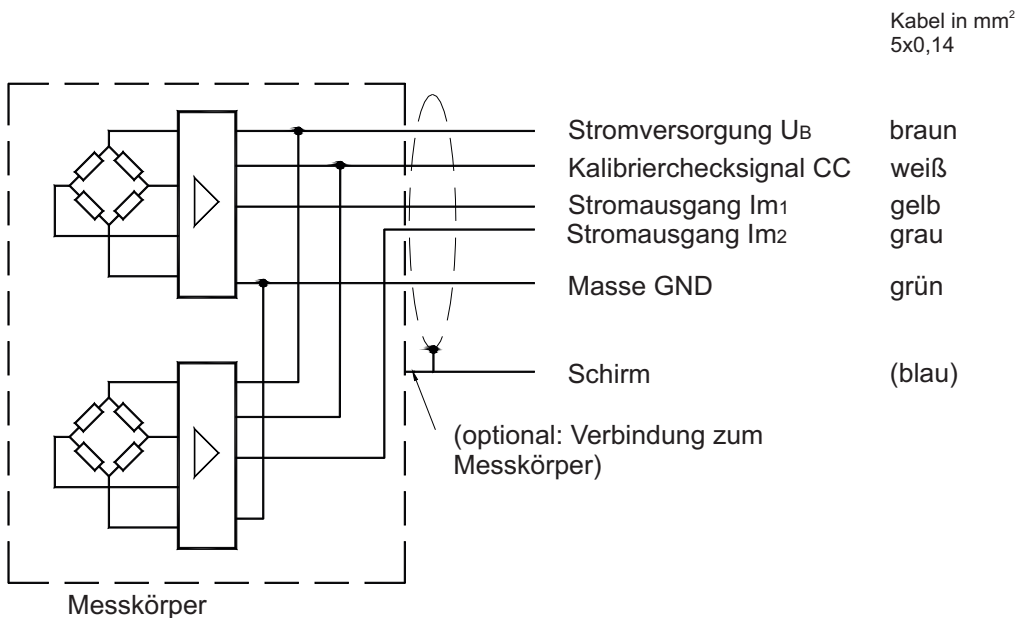 Kabel in mm²
5x0,14
Stromversorgung UB braun
Kalibrierchecksignal CC weiß
Stromausgang Im1 gelb
Stromausgang Im2 grau
Masse GND grün
Schirm (blau)
(optional: Verbindung zum
Messkörper)
Messkörper